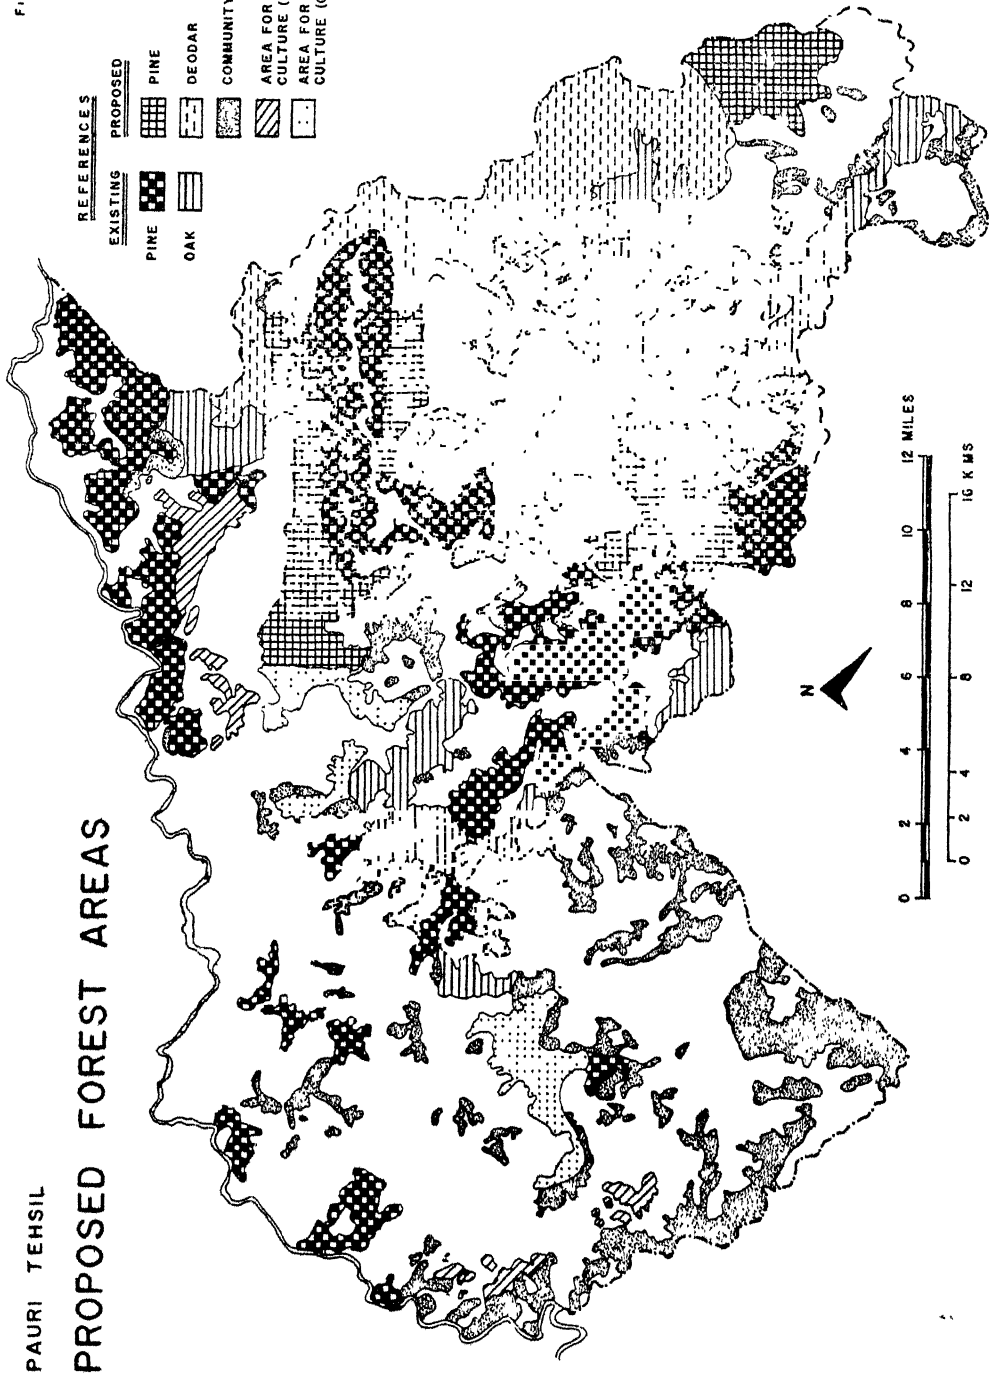 FI
PAURI TEHSIL
PROPOSED FOREST AREAS
REFERENCES
EXISTING PROPOSED
PINE PINE
OAK DEODAR
COMMUNITY
AREA FOR
CULTURE (
AREA FOR
CULTURE (
N
0 2 4 6 8 10 12 MILES
0 2 4 8 12 16 KMS